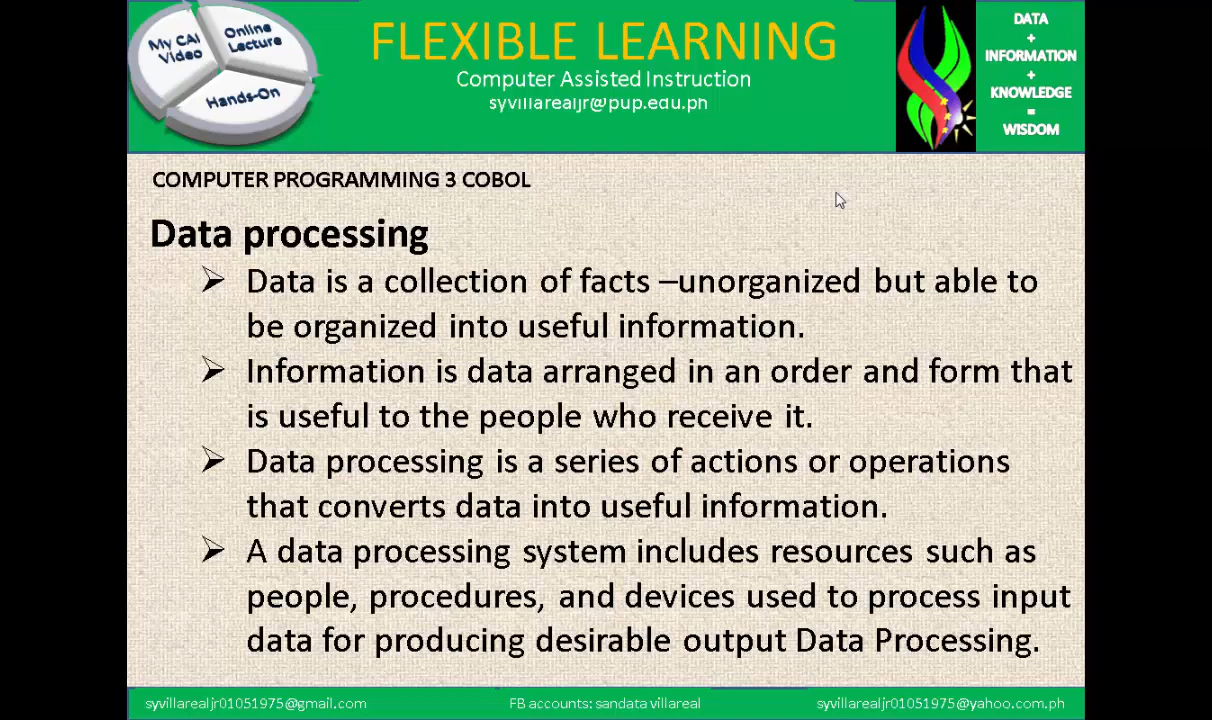 My CAI
Video
Online
Lecture
Hands-On
FLEXIBLE LEARNING
Computer Assisted Instruction
syvillarealjr@pup.edu.ph
DATA
+
INFORMATION
+
KNOWLEDGE
=
WISDOM
COMPUTER PROGRAMMING 3 COBOL
Data processing
➢ Data is a collection of facts –unorganized but able to
be organized into useful information.
➢ Information is data arranged in an order and form that
is useful to the people who receive it.
➢ Data processing is a series of actions or operations
that converts data into useful information.
➢ A data processing system includes resources such as
people, procedures, and devices used to process input
data for producing desirable output Data Processing.
syvillarealjr01051975@gmail.com
FB accounts: sandata villareal
syvillarealjr01051975@yahoo.com.ph